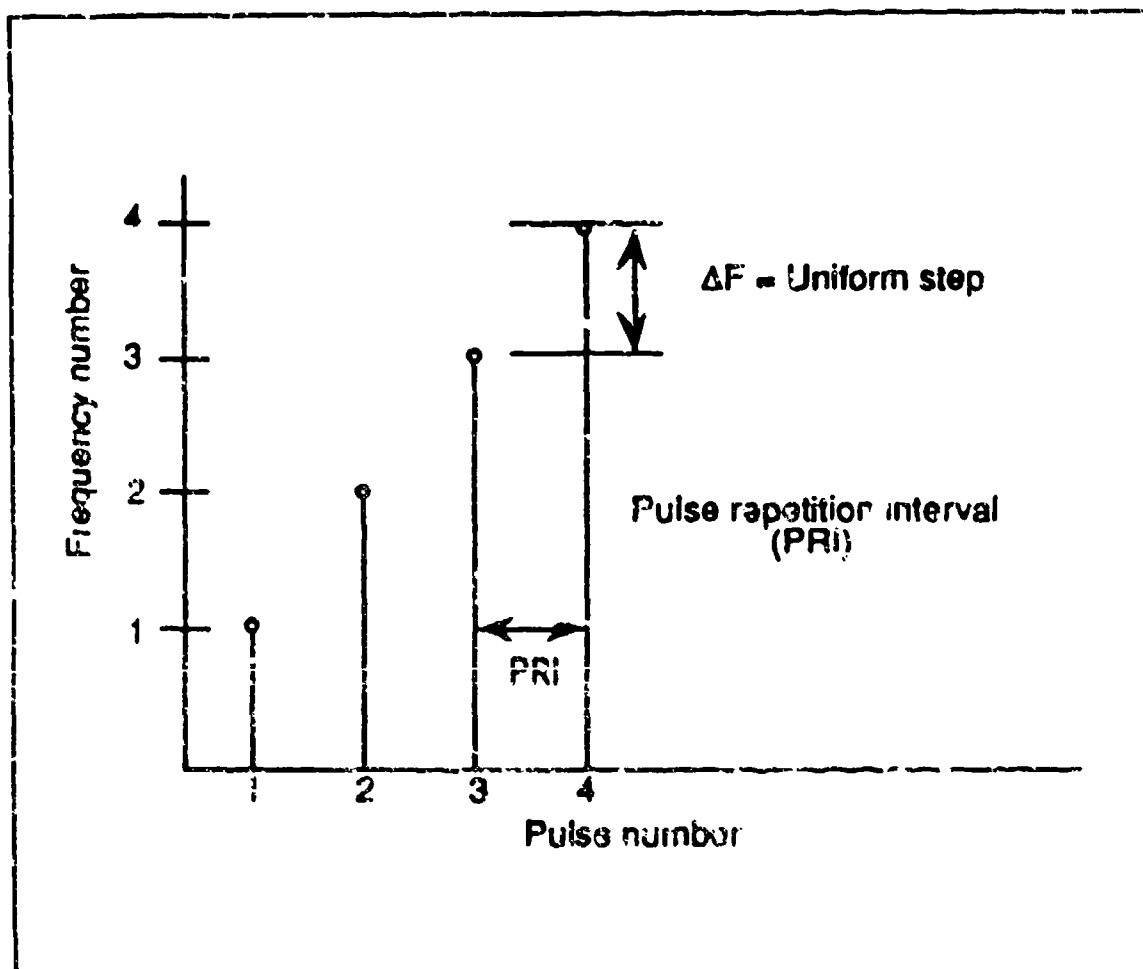 4
ΔF = Uniform step
3
Frequency number
2
Pulse rapetition interval
(PRI)
1
PRI
1 2 3 4
Pulse number